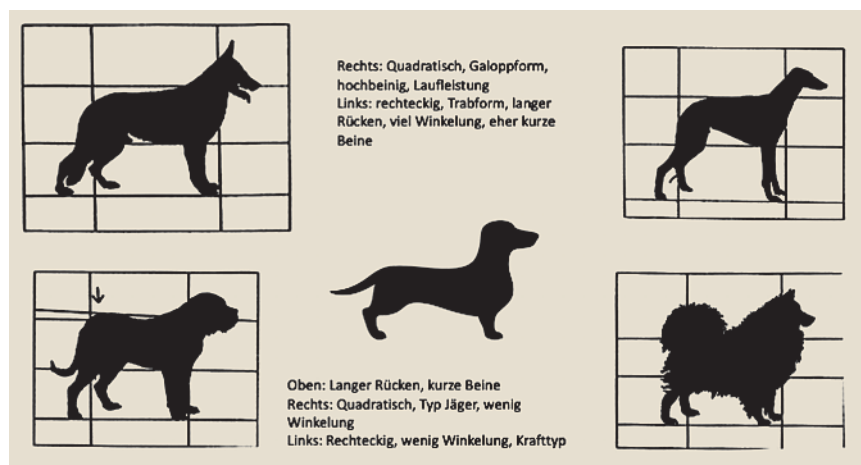 Rechts: Quadratisch, Galoppform,
hochbeinig, Laufleistung
Links: rechteckig, Trabform, langer
Rücken, viel Winkelung, eher kurze
Beine
Oben: Langer Rücken, kurze Beine
Rechts: Quadratisch, Typ Jäger, wenig
Winkelung
Links: Rechteckig, wenig Winkelung, Krafttyp